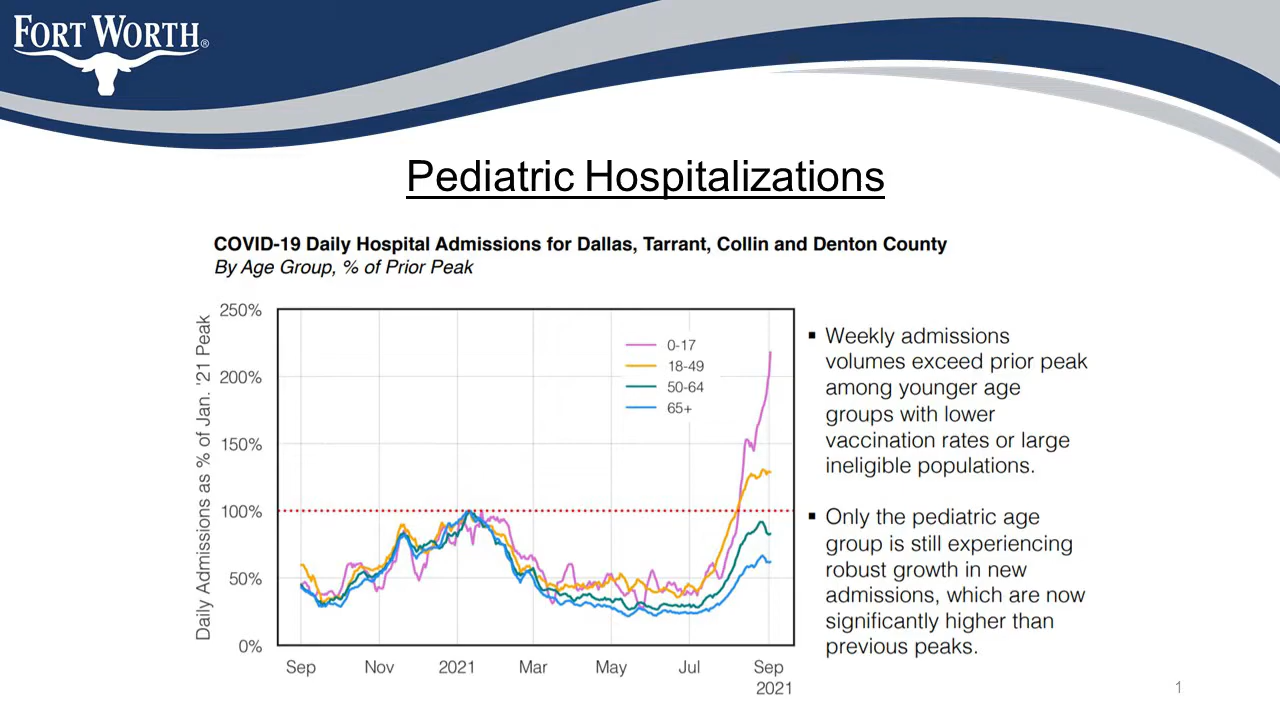 FORT WORTH®
Pediatric Hospitalizations
COVID-19 Daily Hospital Admissions for Dallas, Tarrant, Collin and Denton County
By Age Group, % of Prior Peak
Daily Admissions as % of Jan. '21 Peak
250%
200%
150%
100%
50%
0%
0-17
18-49
50-64
65+
Sep
Nov
2021
Mar
May
Jul
Sep
2021
▪ Weekly admissions
volumes exceed prior peak
among younger age
groups with lower
vaccination rates or large
ineligible populations.
▪ Only the pediatric age
group is still experiencing
robust growth in new
admissions, which are now
significantly higher than
previous peaks.
1